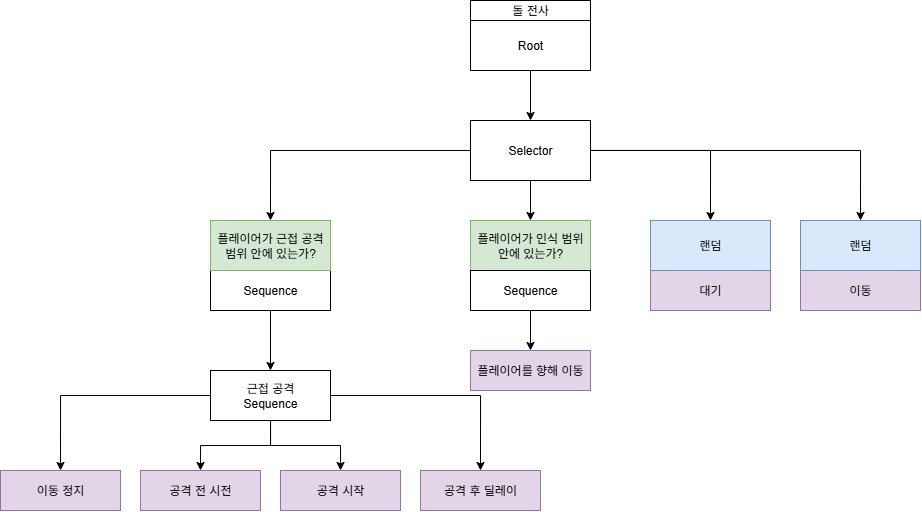 돌 전사
Root
Selector
플레이어가 근접 공격
범위 안에 있는가?
Sequence
플레이어가 인식 범위
안에 있는가?
Sequence
랜덤
대기
랜덤
이동
플레이어를 향해 이동
근접 공격
Sequence
이동 정지
공격 전 시전
공격 시작
공격 후 딜레이